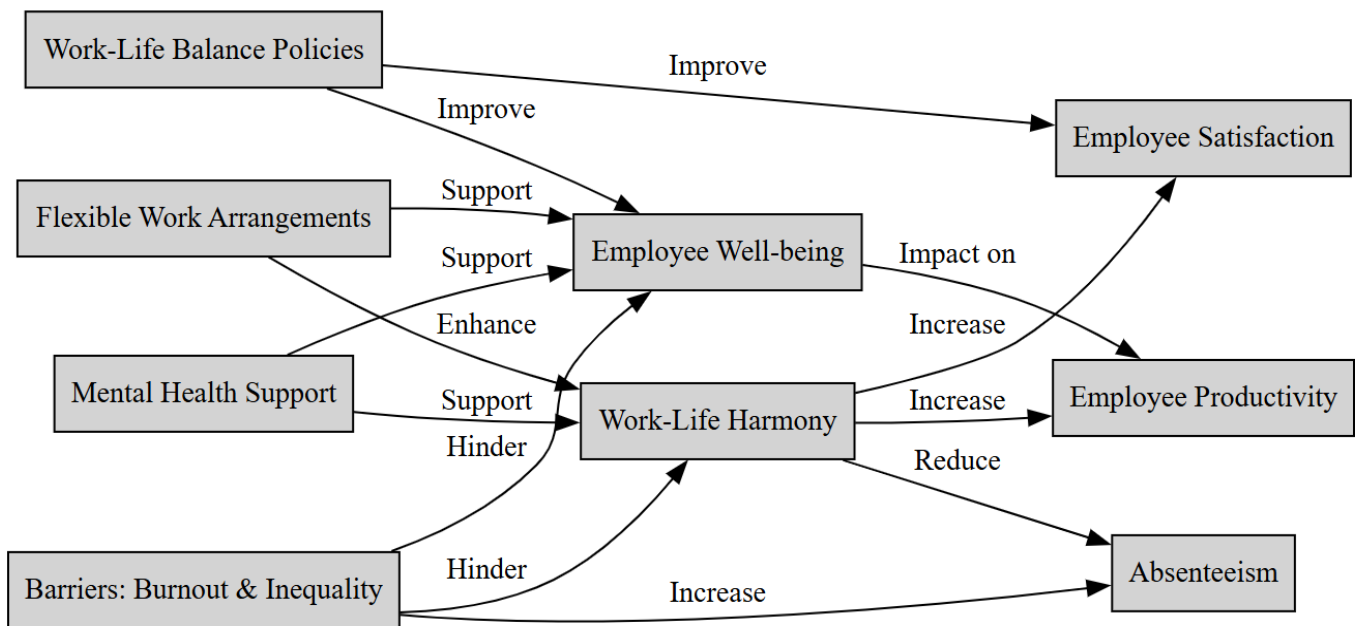 Work-Life Balance Policies
Improve
Improve
Employee Satisfaction
Flexible Work Arrangements
Support
Employee Well-being
Support
Impact on
Enhance
Increase
Mental Health Support
Support
Work-Life Harmony
Increase
Employee Productivity
Hinder
Reduce
Barriers: Burnout & Inequality
Hinder
Increase
Absenteeism